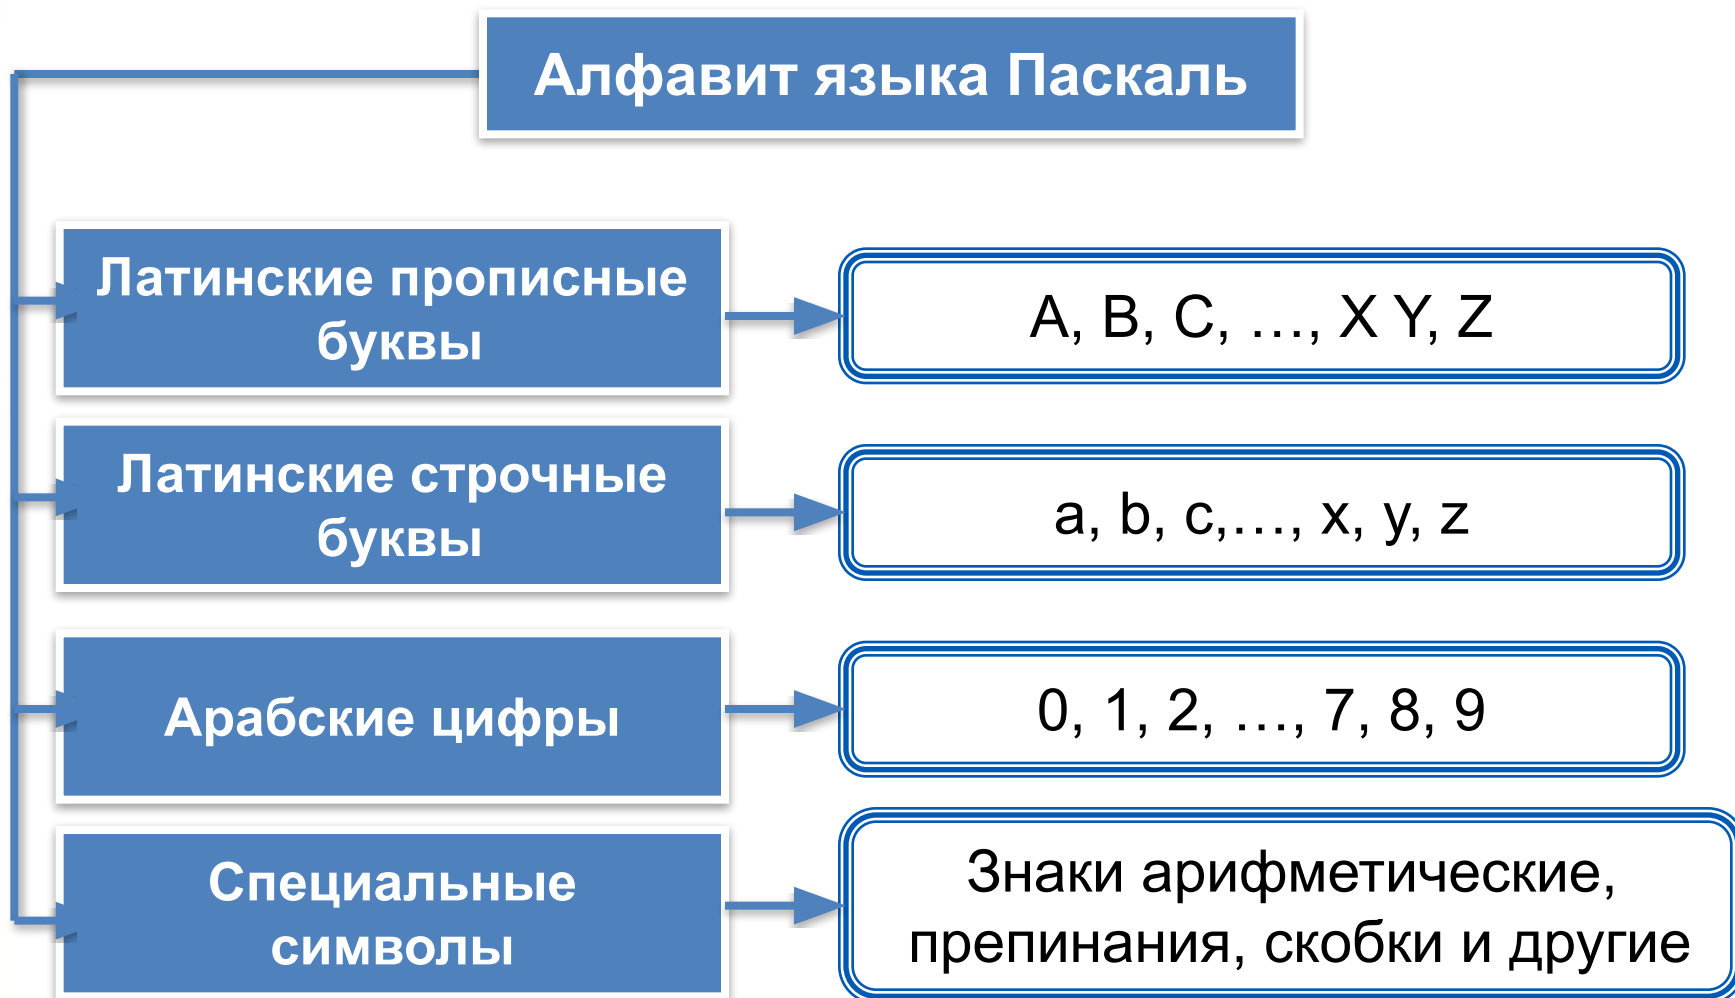 Алфавит языка Паскаль
Латинские прописные
буквы
A, B, C, …, X Y, Z
Латинские строчные
буквы
a, b, c,…, x, y, z
Арабские цифры
0, 1, 2, …, 7, 8, 9
Специальные
символы
Знаки арифметические,
препинания, скобки и другие